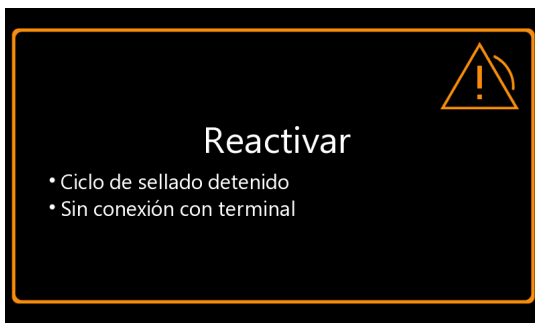 Reactivar
• Ciclo de sellado detenido
• Sin conexión con terminal